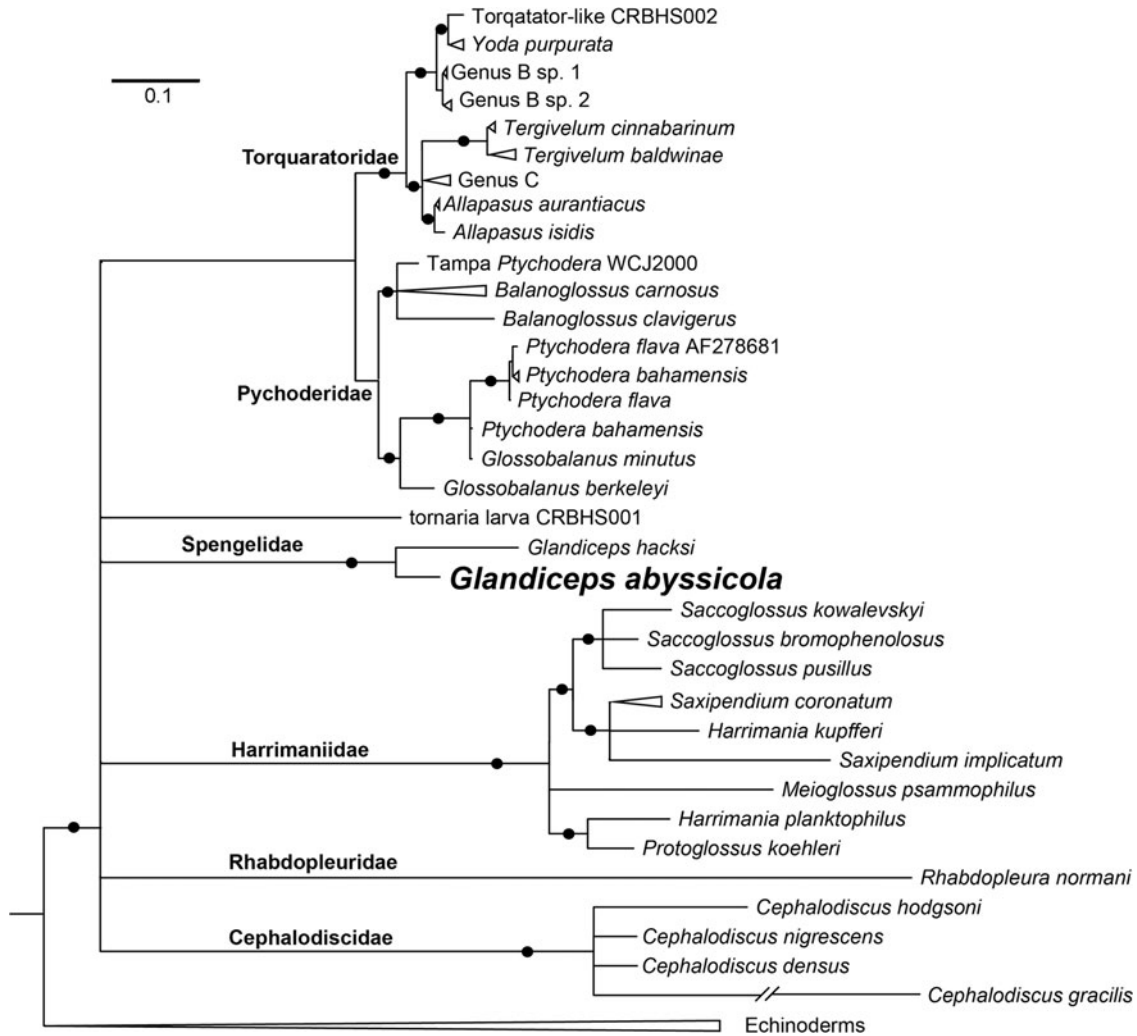 Torqatator-like CRBHS002
Yoda purpurata
Genus B sp. 1
0.1
Genus B sp. 2
Tergivelum cinnabarinum
Torquaratoridae
Tergivelum baldwinae
Genus C
Allapasus aurantiacus
Allapasus isidis
Tampa Ptychodera WCJ2000
Balanoglossus carnosus
Balanoglossus clavigerus
Ptychodera flava AF278681
Ptychodera bahamensis
Pychoderidae
Ptychodera flava
Ptychodera bahamensis
Glossobalanus minutus
Glossobalanus berkeleyi
tornaria larva CRBHS001
Spengelidae
Glandiceps hacksi
Glandiceps abyssicola
Saccoglossus kowalevskyi
Saccoglossus bromophenolosus
Saccoglossus pusillus
Saxipendium coronatum
Harrimania kupfferi
Harrimaniidae
Saxipendium implicatum
Meioglossus psammophilus
Harrimania planktophilus
Protoglossus koehleri
Rhabdopleuridae
Rhabdopleura normani
Cephalodiscus hodgsoni
Cephalodiscidae
Cephalodiscus nigrescens
Cephalodiscus densus
Cephalodiscus gracilis
Echinoderms